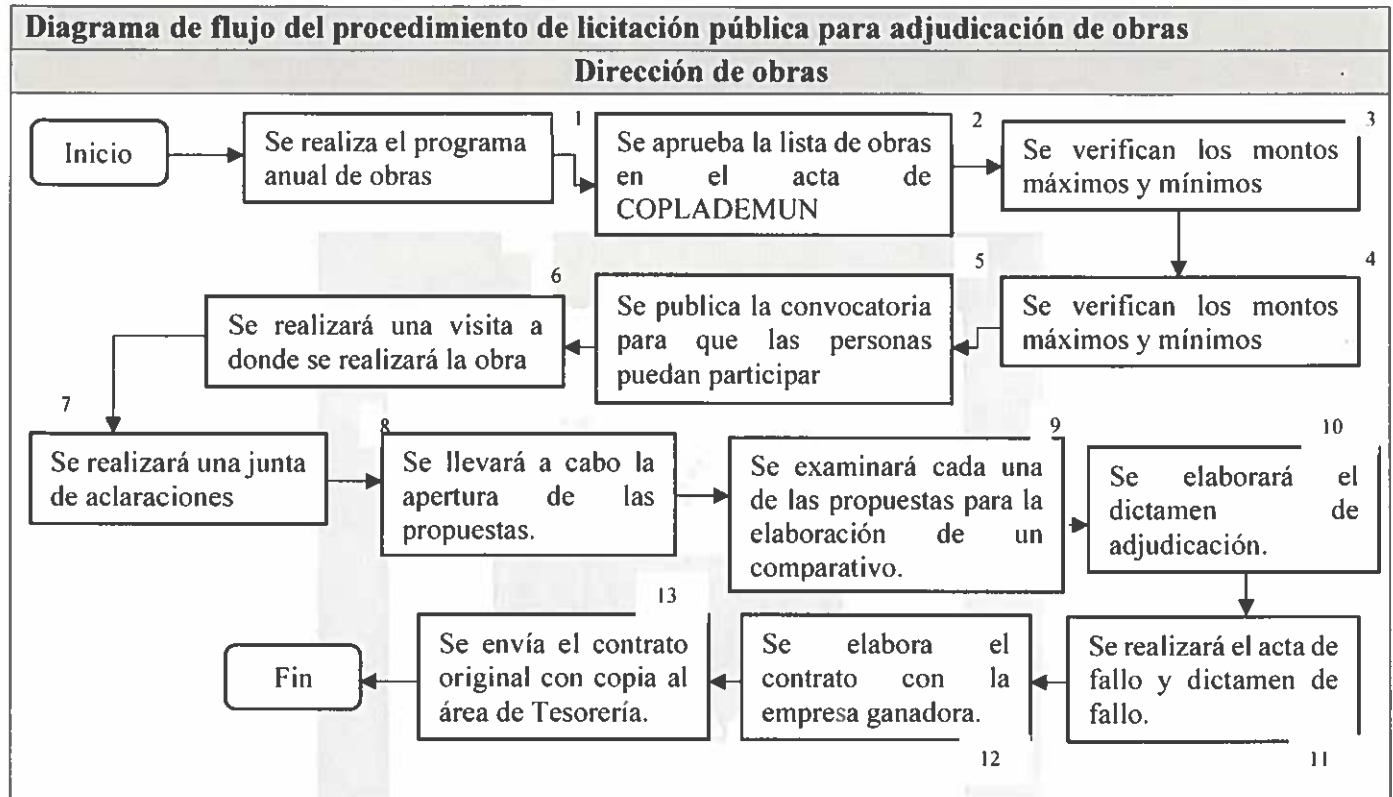 Diagrama de flujo del procedimiento de licitación pública para adjudicación de obras
Dirección de obras
Inicio
1
Se realiza el programa
anual de obras
2
Se aprueba la lista de obras
en el acta de
COPLADEMUN
3
Se verifican los montos
máximos y mínimos
4
Se verifican los montos
máximos y mínimos
5
Se publica la convocatoria
para que las personas
puedan participar
6
Se realizará una visita a
donde se realizará la obra
7
Se realizará una junta
de aclaraciones
8
Se llevará a cabo la
apertura de las
propuestas.
9
Se examinará cada una
de las propuestas para la
elaboración de un
comparativo.
10
Se elaborará el
dictamen de
adjudicación.
Se realizará el acta de
fallo y dictamen de
fallo.
11
Se elabora el
contrato con la
empresa ganadora.
12
13
Se envía el contrato
original con copia al
área de Tesorería.
Fin